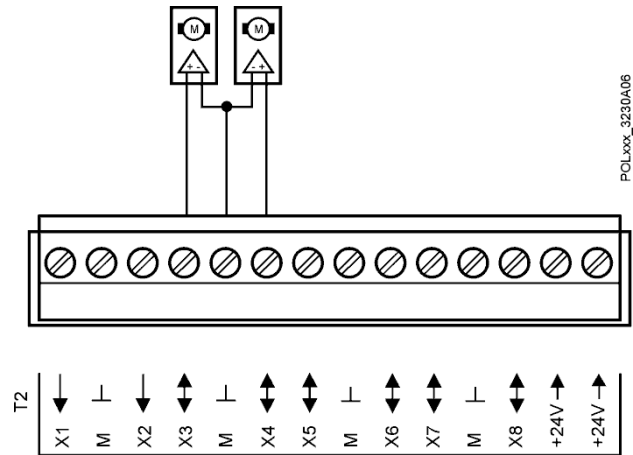 M M
+ - - +
POLxxx_3230A06
T2
X1 M X2 X3 M X4 X5 M X6 X7 M X8 +24V +24V